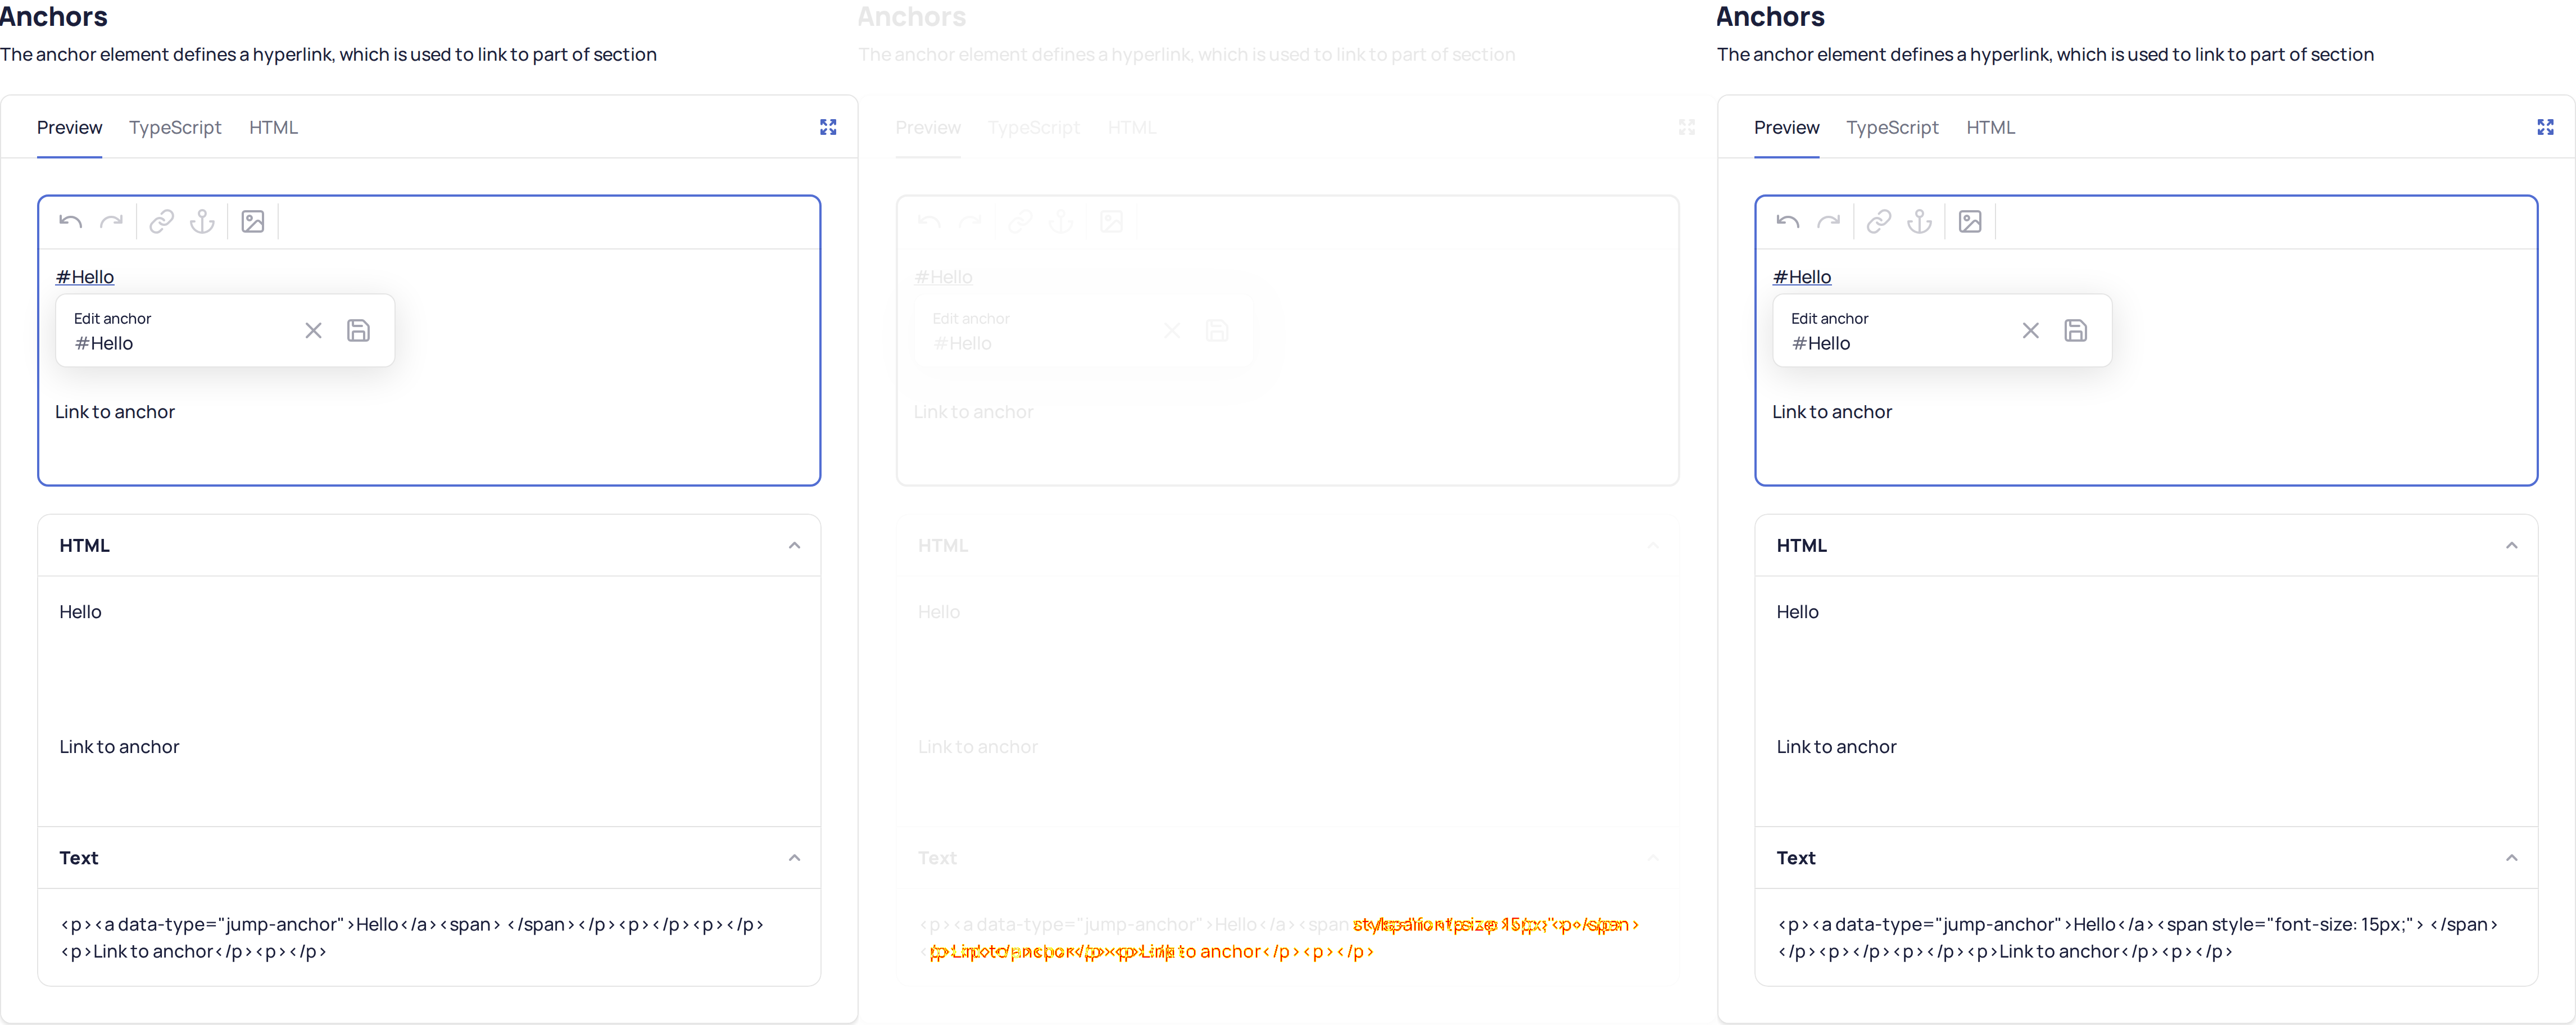 Anchors
The anchor element defines a hyperlink, which is used to link to part of section
Preview TypeScript HTML
#Hello
Edit anchor
#Hello
Link to anchor
HTML
Hello
Link to anchor
Text
<p><a data-type="jump-anchor">Hello</a><span> </span></p><p></p><p></p>
<p>Link to anchor</p><p></p>
Anchors
The anchor element defines a hyperlink, which is used to link to part of section
Preview TypeScript HTML
#Hello
Edit anchor
#Hello
Link to anchor
HTML
Hello
Link to anchor
Text
<p><a data-type="jump-anchor">Hello</a><span
Link to anchor</p><p></p>
Anchors
The anchor element defines a hyperlink, which is used to link to part of section
Preview TypeScript HTML
#Hello
Edit anchor
#Hello
Link to anchor
HTML
Hello
Link to anchor
Text
<p><a data-type="jump-anchor">Hello</a><span style="font-size: 15px;"> </span>
</p><p></p><p></p><p>Link to anchor</p><p></p>